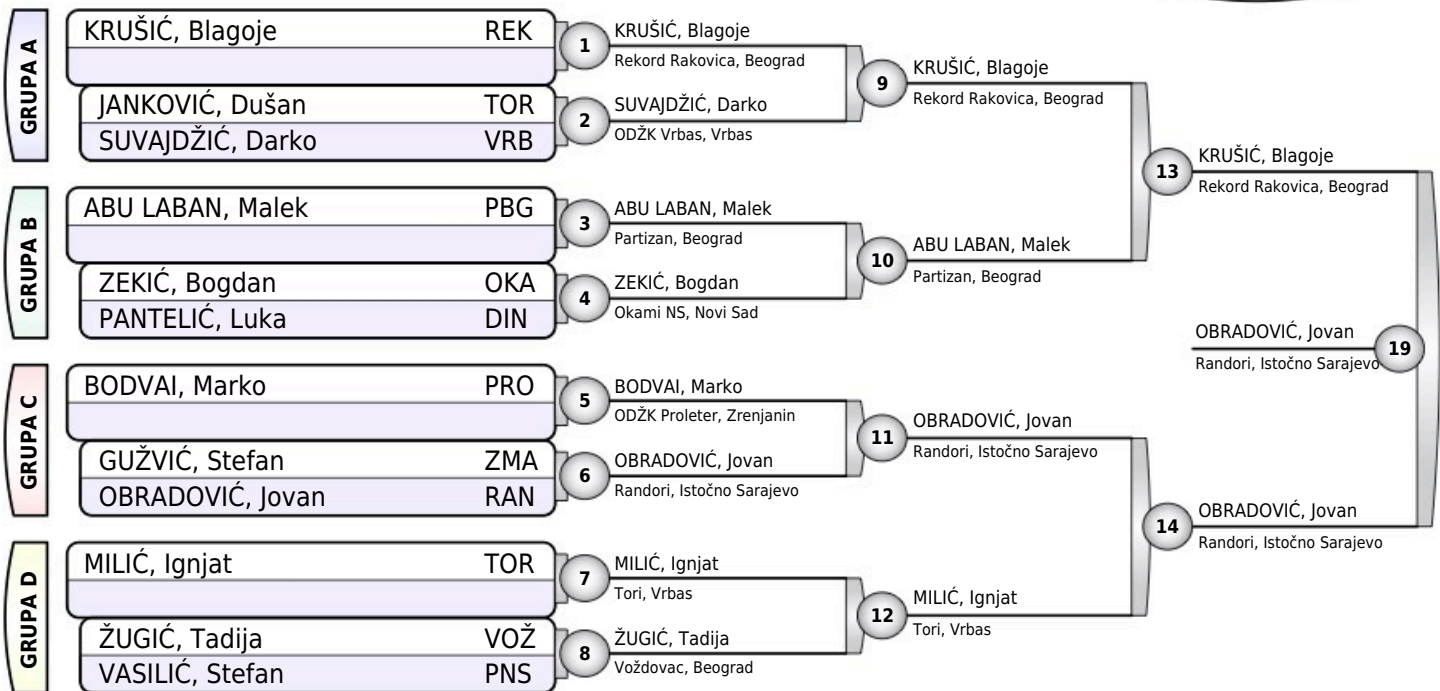 GRUPA A
KRUŠIĆ, Blagoje REK
JANKOVIĆ, Dušan TOR
SUVAJDŽIĆ, Darko VRB
GRUPA B
ABU LABAN, Malek PBG
ZEKIĆ, Bogdan OKA
PANTELIĆ, Luka DIN
GRUPA C
BODVAI, Marko PRO
GUŽVIĆ, Stefan ZMA
OBRADOVIĆ, Jovan RAN
GRUPA D
MILIĆ, Ignjat TOR
ŽUGIĆ, Tadija VOŽ
VASILIĆ, Stefan PNS
1
KRUŠIĆ, Blagoje
Rekord Rakovica, Beograd
2
SUVAJDŽIĆ, Darko
ODŽK Vrbas, Vrbas
3
ABU LABAN, Malek
Partizan, Beograd
4
ZEKIĆ, Bogdan
Okami NS, Novi Sad
5
BODVAI, Marko
ODŽK Proleter, Zrenjanin
6
OBRADOVIĆ, Jovan
Randori, Istočno Sarajevo
7
MILIĆ, Ignjat
Tori, Vrbas
8
ŽUGIĆ, Tadija
Voždovac, Beograd
9
KRUŠIĆ, Blagoje
Rekord Rakovica, Beograd
10
ABU LABAN, Malek
Partizan, Beograd
11
OBRADOVIĆ, Jovan
Randori, Istočno Sarajevo
12
MILIĆ, Ignjat
Tori, Vrbas
13
KRUŠIĆ, Blagoje
Rekord Rakovica, Beograd
14
OBRADOVIĆ, Jovan
Randori, Istočno Sarajevo
OBRADOVIĆ, Jovan
Randori, Istočno Sarajevo
19